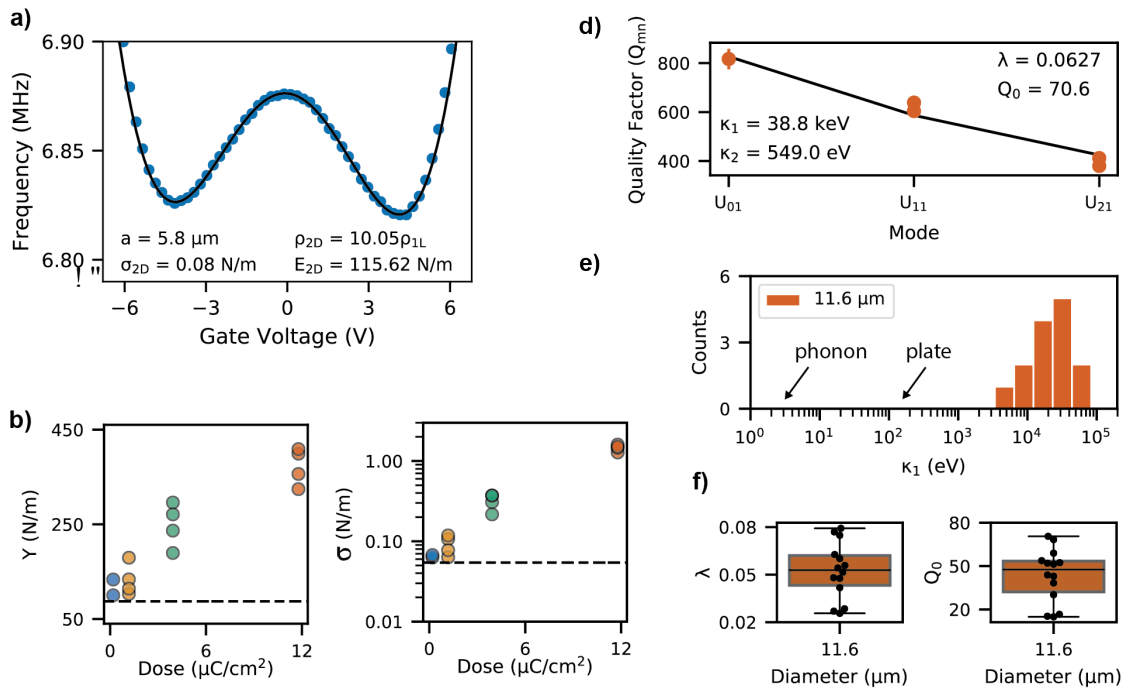 a)
6.90
6.85
6.80
Frequency (MHz)
a = 5.8 μm
ρ2D = 10.05ρ1L
σ2D = 0.08 N/m
E2D = 115.62 N/m
! "
−6
−3
0
3
6
Gate Voltage (V)
b)
450
250
50
Y (N/m)
0
6
12
Dose (μC/cm²)
1.00
0.10
0.01
σ (N/m)
0
6
12
Dose (μC/cm²)
d)
800
600
400
Quality Factor (Qmn)
λ = 0.0627
Q0 = 70.6
κ1 = 38.8 keV
κ2 = 549.0 eV
U01
U11
U21
Mode
e)
6
3
0
Counts
11.6 μm
phonon
plate
10⁰
10¹
10²
10³
10⁴
10⁵
κ1 (eV)
f)
0.08
0.05
0.02
λ
11.6
Diameter (μm)
80
50
20
Q0
11.6
Diameter (μm)